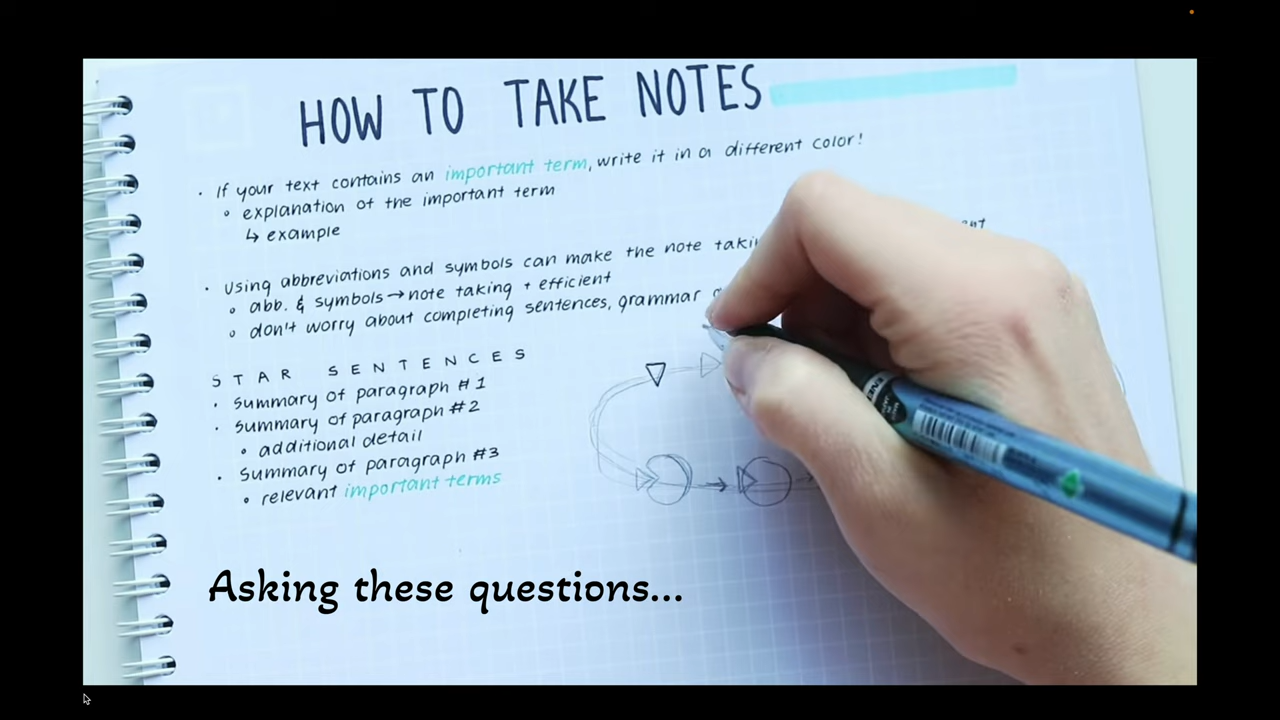 HOW TO TAKE NOTES
· If your text contains an important term, write it in a different color!
∘ explanation of the important term
↳ example
· Using abbreviations and symbols can make the note
∘ abb. & symbols → note taking + efficient
∘ don't worry about completing sentences, grammar
STAR SENTENCES
· Summary of paragraph #1
· Summary of paragraph #2
∘ additional detail
· Summary of paragraph #3
∘ relevant important terms
Asking these questions...